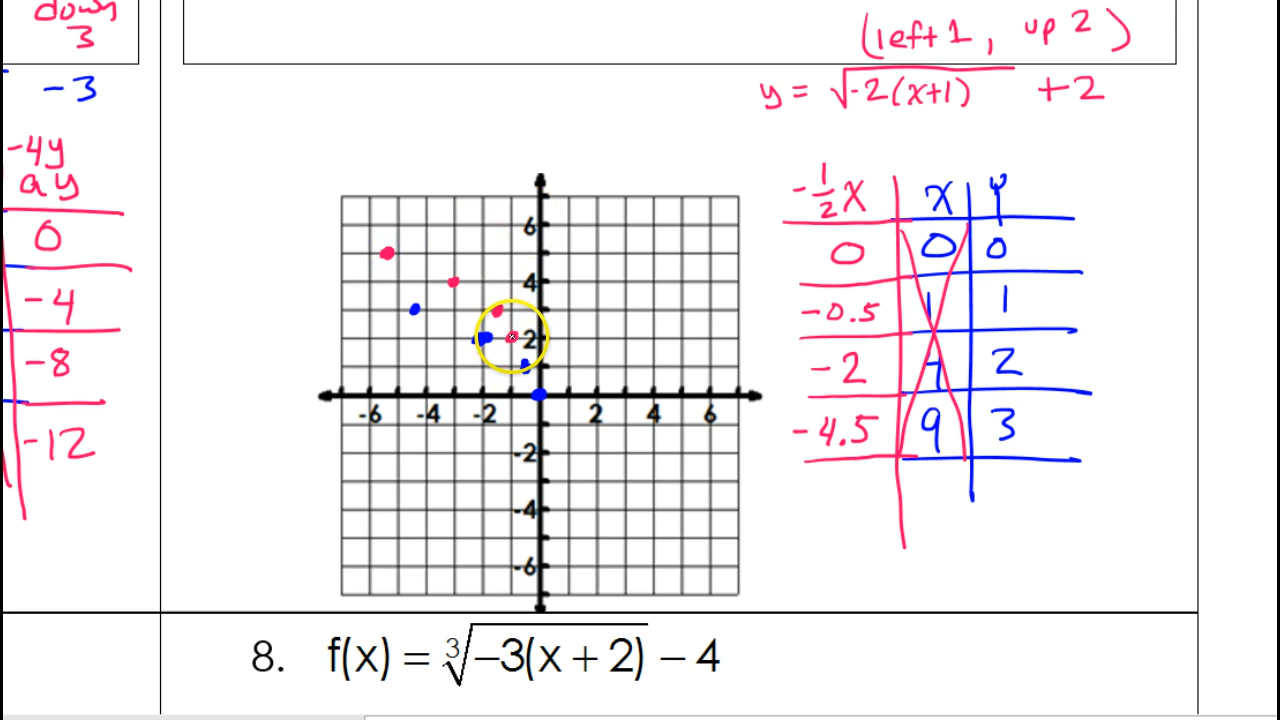 down
3
-3
-4y
ay
0
-4
-8
-12
(left 1, up 2)
y = √-2(x+1) +2
-1/2x x y
0 0 0
-0.5 1 1
-2 4 2
-4.5 9 3
6
4
2
-6 -4 -2 2 4 6
-2
-4
-6
8. f(x) = ∛−3(x + 2) − 4